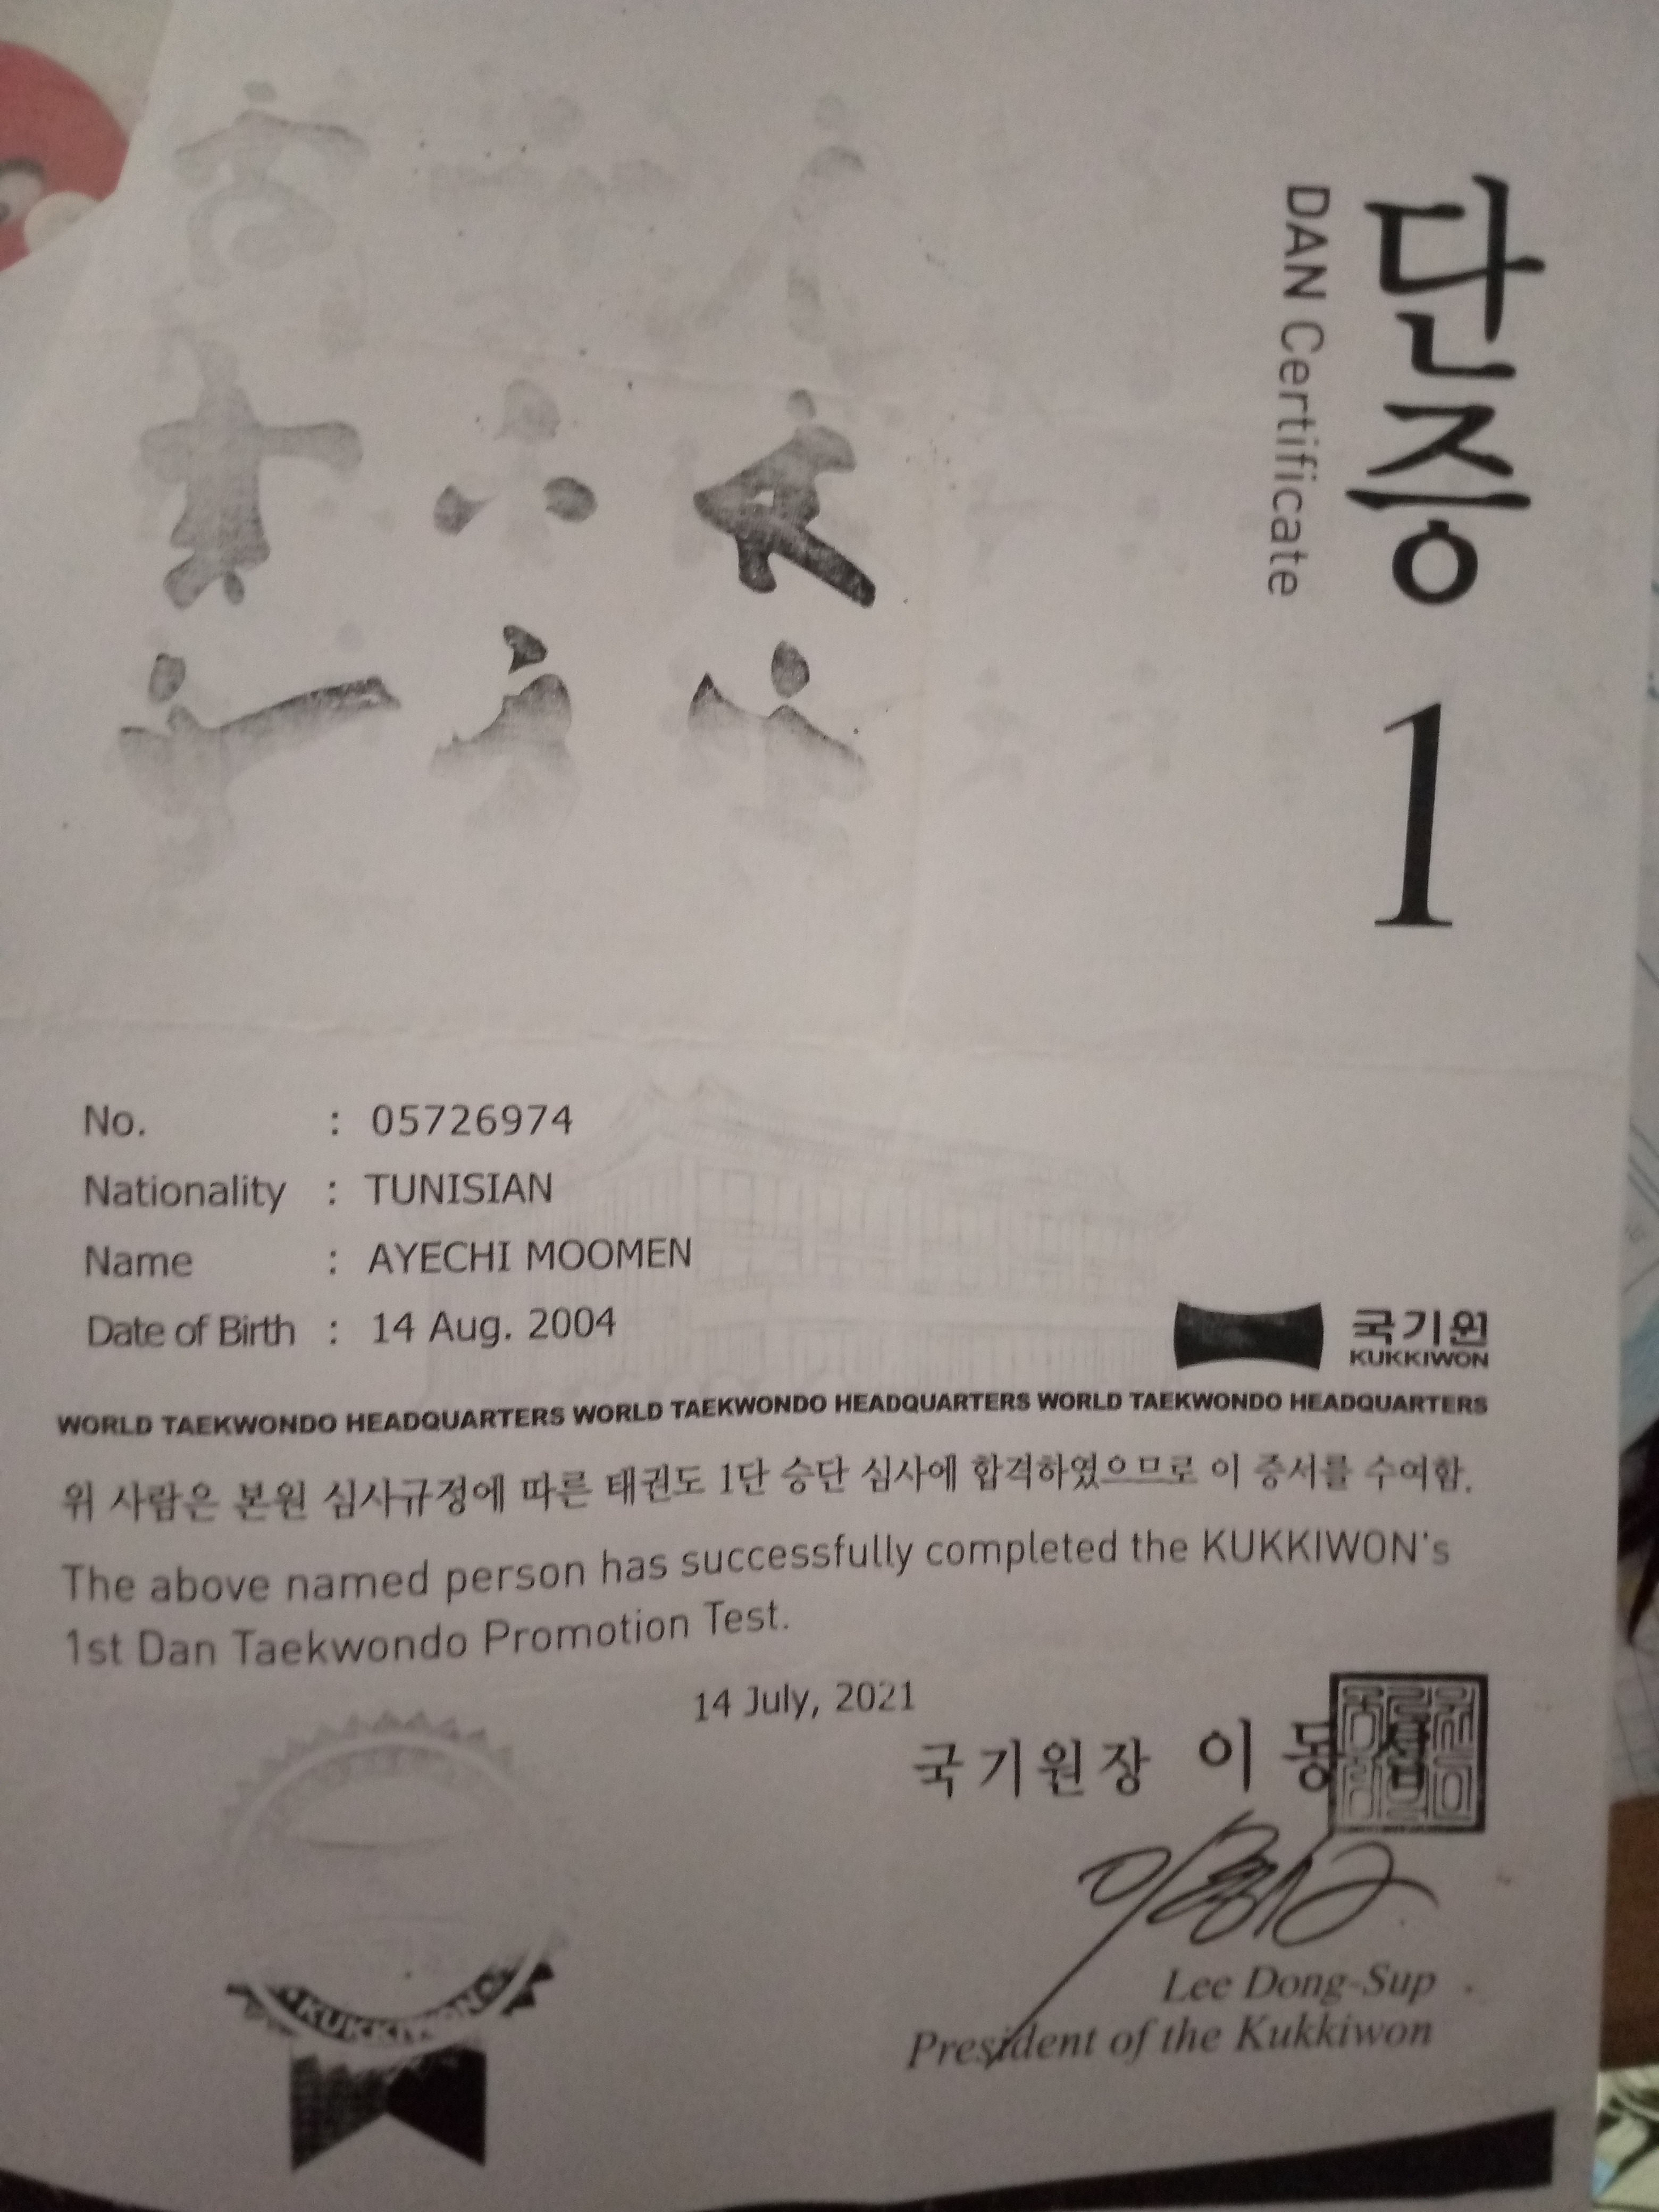 단증 1
DAN Certificate
No. : 05726974
Nationality : TUNISIAN
Name : AYECHI MOOMEN
Date of Birth : 14 Aug. 2004
국기원
KUKKIWON
WORLD TAEKWONDO HEADQUARTERS WORLD TAEKWONDO HEADQUARTERS WORLD TAEKWONDO HEADQUARTERS
위 사람은 본원 심사규정에 따른 태권도 1단 승단 심사에 합격하였으므로 이 증서를 수여함.
The above named person has successfully completed the KUKKIWON's
1st Dan Taekwondo Promotion Test.
14 July, 2021
국기원장 이 동
Lee Dong-Sup
President of the Kukkiwon
KUKKIWON